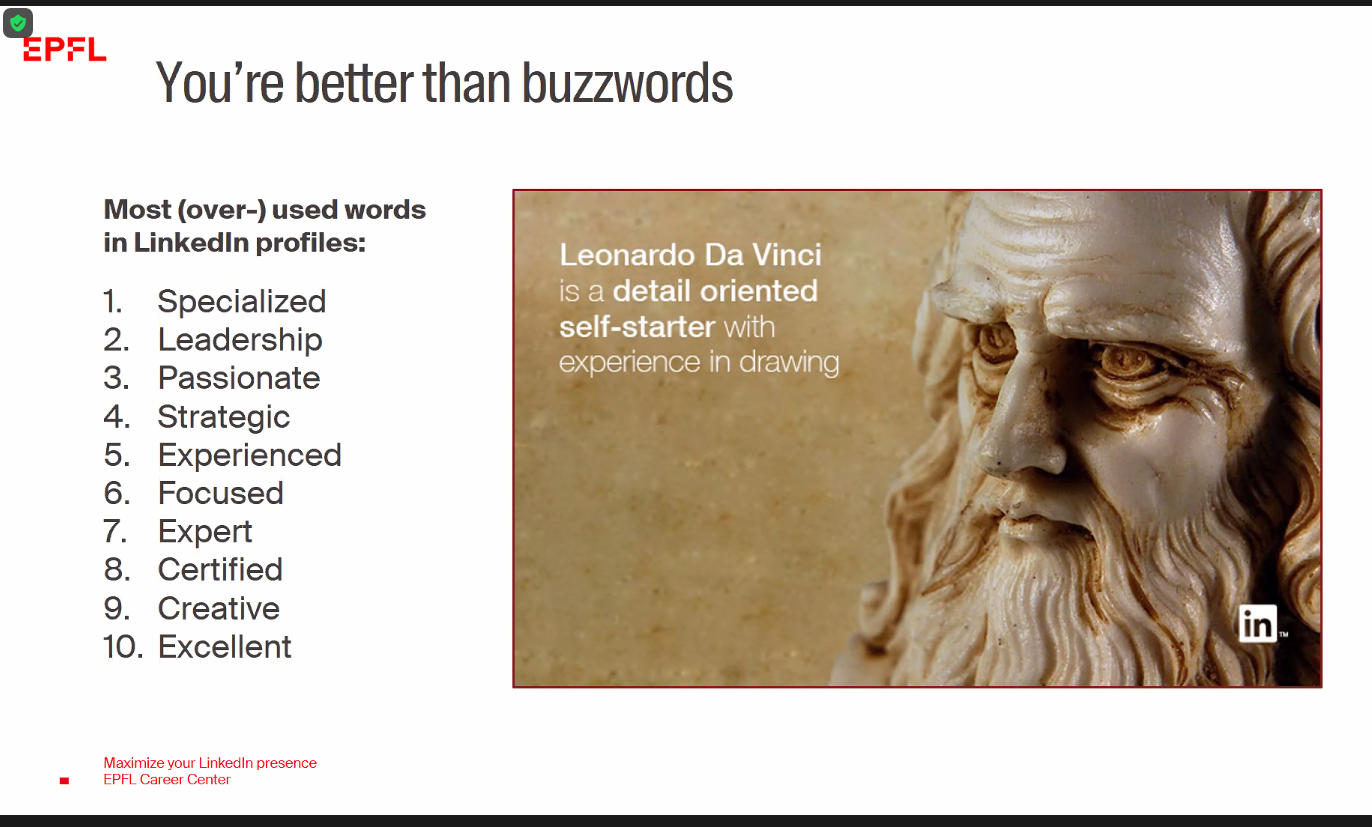 EPFL
You're better than buzzwords
Most (over-) used words
in LinkedIn profiles:
1. Specialized
2. Leadership
3. Passionate
4. Strategic
5. Experienced
6. Focused
7. Expert
8. Certified
9. Creative
10. Excellent
Leonardo Da Vinci
is a detail oriented
self-starter with
experience in drawing
in™
Maximize your LinkedIn presence
EPFL Career Center